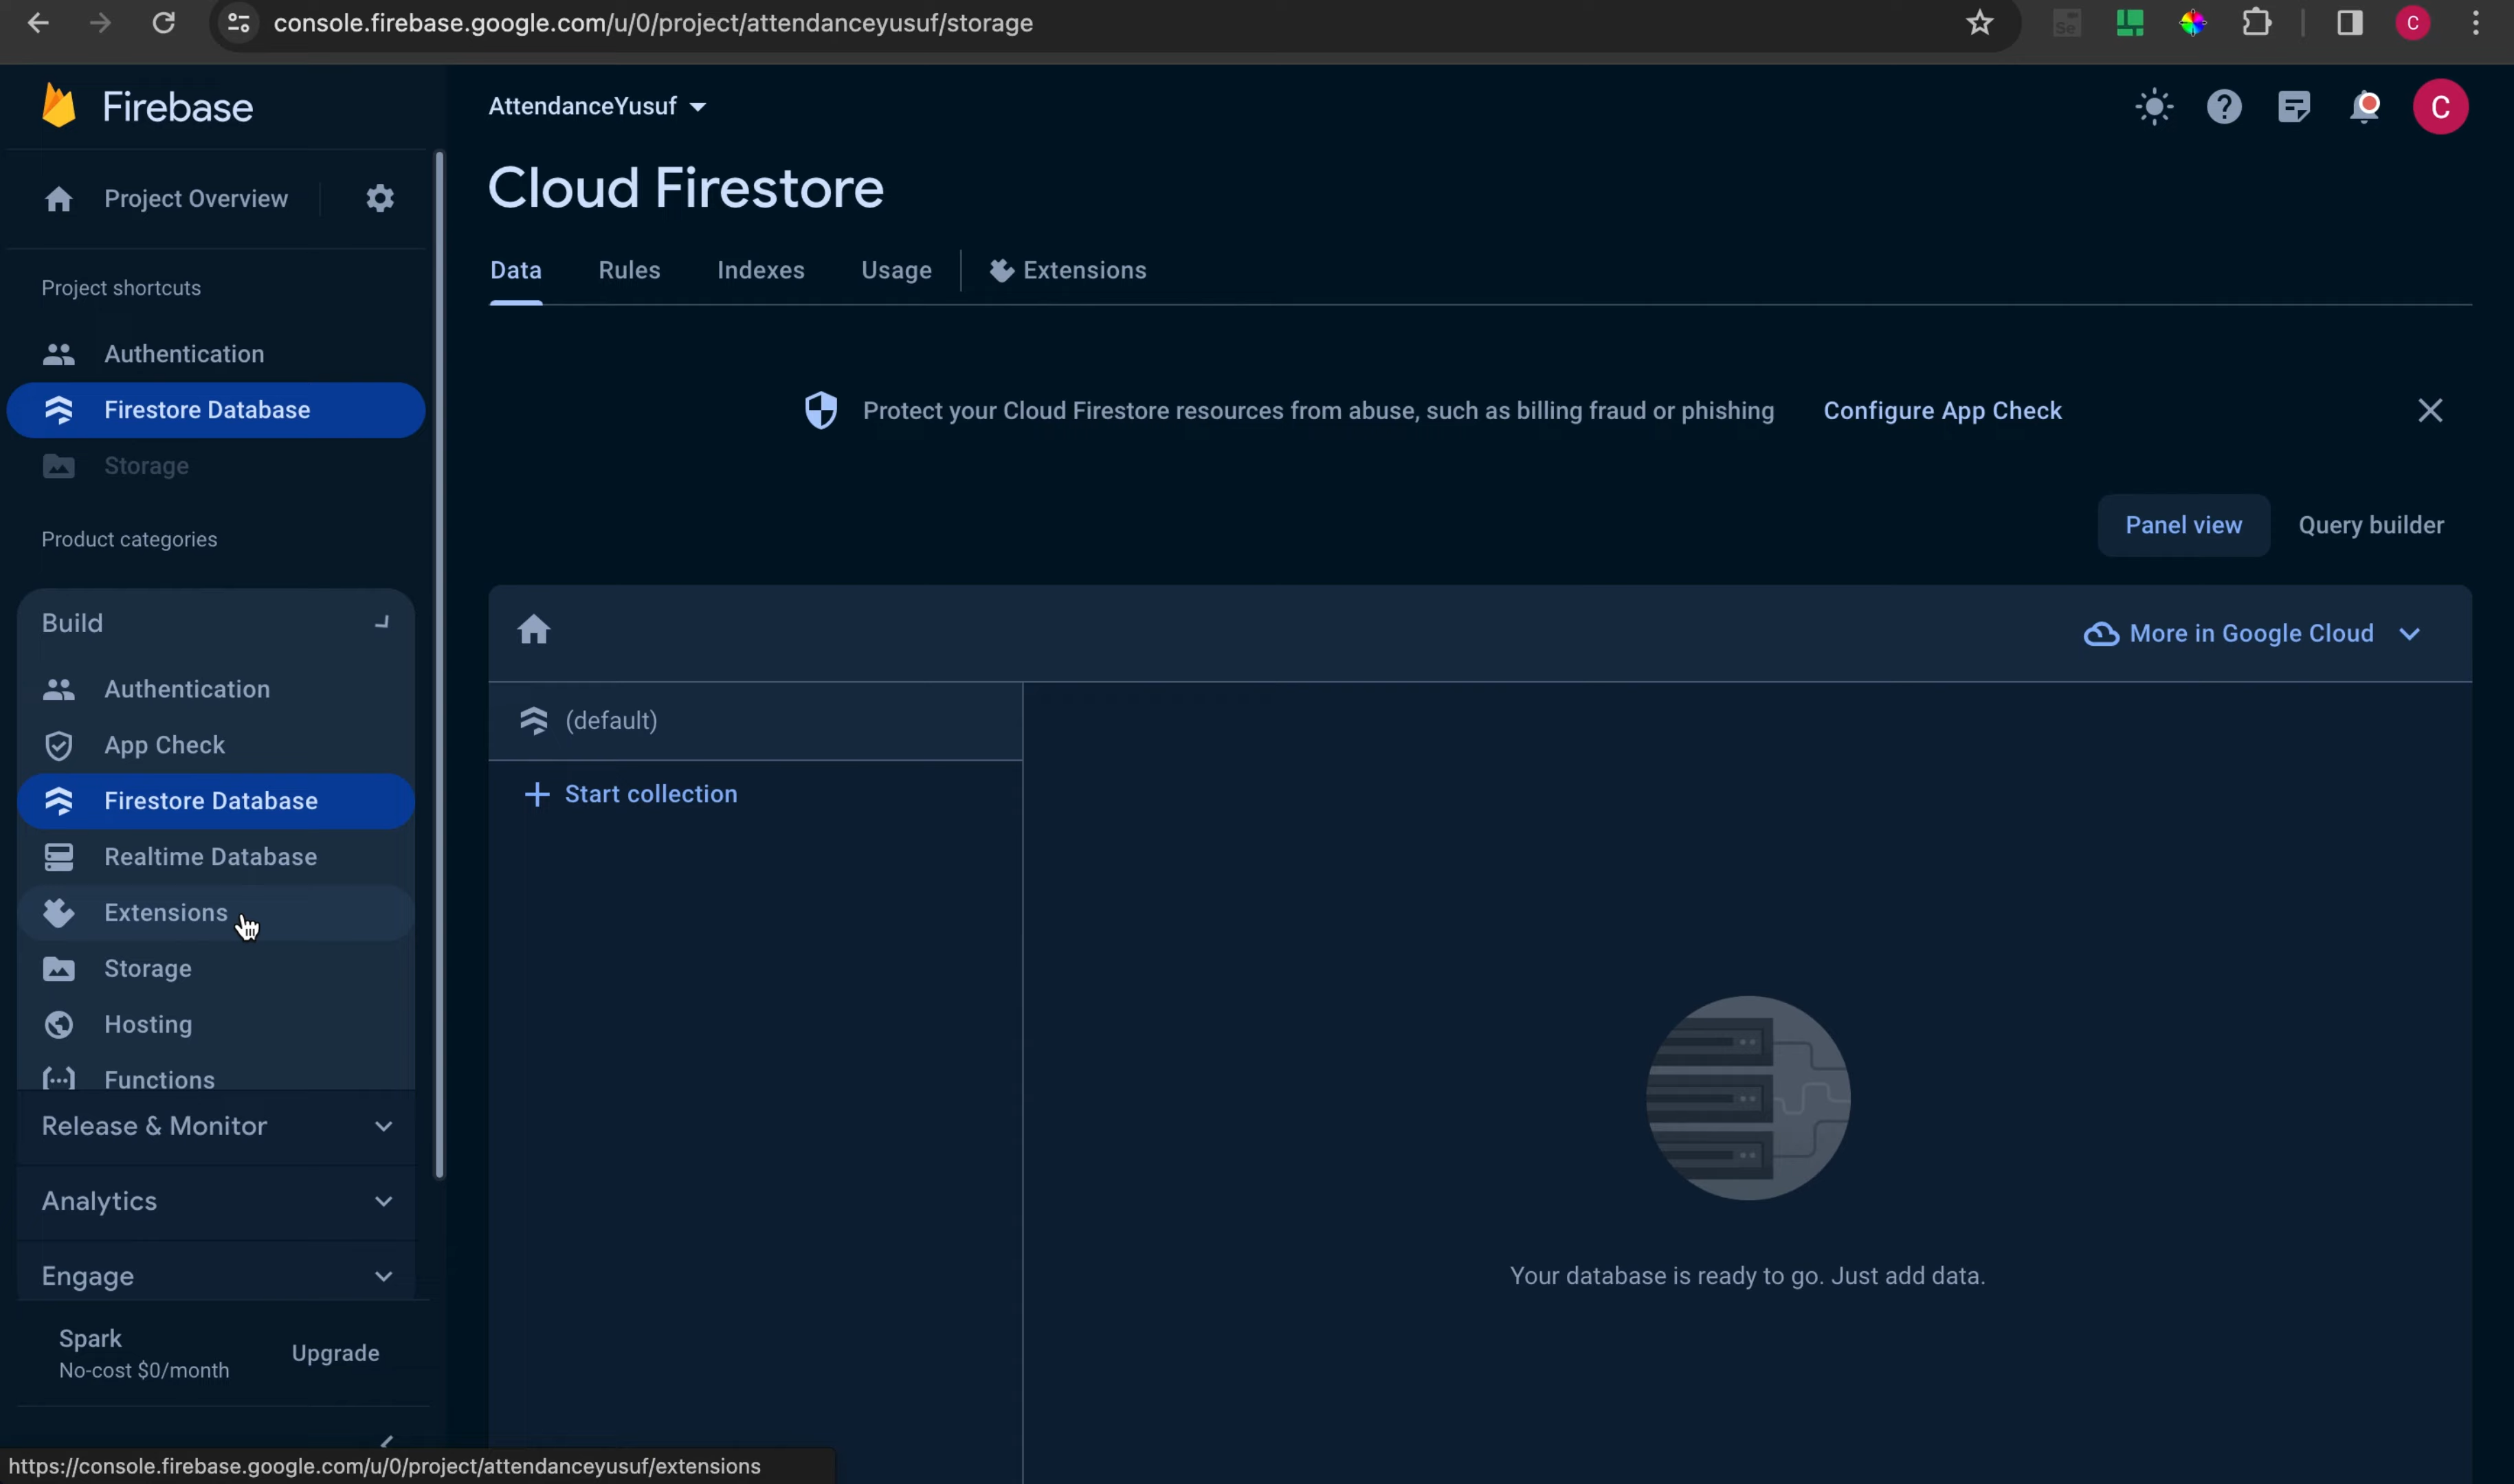 console.firebase.google.com/u/0/project/attendanceyusuf/storage
Se
C
Firebase
AttendanceYusuf
C
Project Overview
Cloud Firestore
Data
Rules
Indexes
Usage
Extensions
Project shortcuts
Authentication
Firestore Database
Storage
Protect your Cloud Firestore resources from abuse, such as billing fraud or phishing
Configure App Check
Panel view
Query builder
Product categories
Build
Authentication
App Check
Firestore Database
Realtime Database
Extensions
Storage
Hosting
Functions
More in Google Cloud
(default)
Start collection
Your database is ready to go. Just add data.
Release & Monitor
Analytics
Engage
Spark
No-cost $0/month
Upgrade
https://console.firebase.google.com/u/0/project/attendanceyusuf/extensions